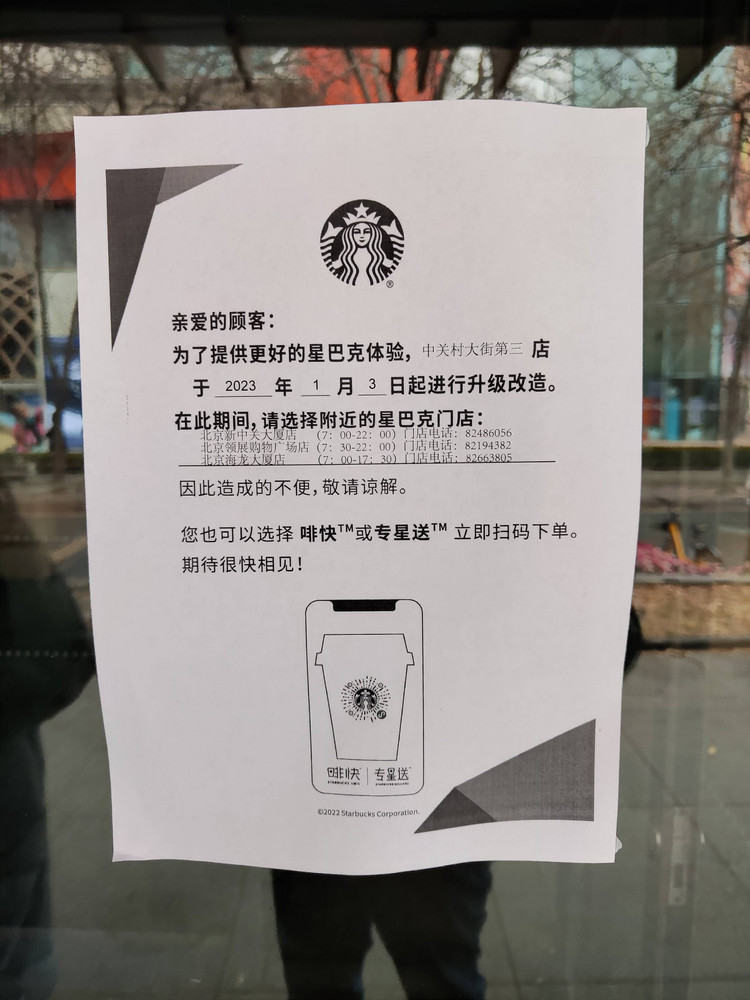 ®
亲爱的顾客：
为了提供更好的星巴克体验，中关村大街第三 店
于 2023 年 1 月 3 日起进行升级改造。
在此期间，请选择附近的星巴克门店：
北京新中关大厦店 （7：00-22：00）门店电话：82486056
北京领展购物广场店（7：30-22：00）门店电话：82194382
北京海龙大厦店 （7：00-17：30）门店电话：82663805
因此造成的不便，敬请谅解。
您也可以选择 啡快™或专星送™ 立即扫码下单。
期待很快相见！
啡快 | 专星送
©2022 Starbucks Corporation.